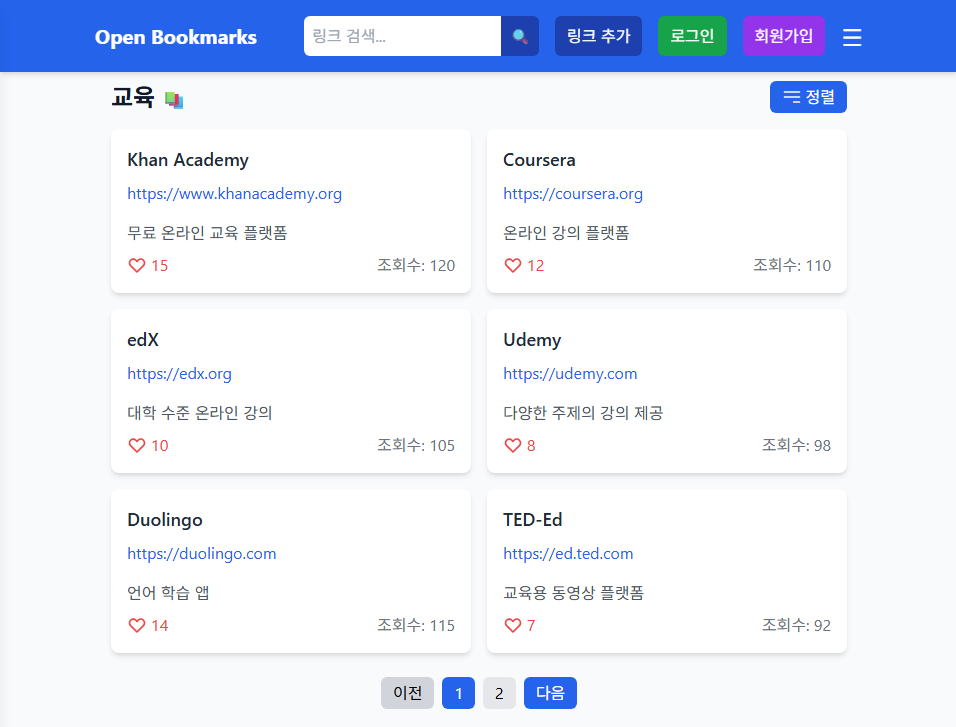 Open Bookmarks 링크 검색... 링크 추가 로그인 회원가입
교육 정렬
Khan Academy
https://www.khanacademy.org
무료 온라인 교육 플랫폼
15 조회수: 120
Coursera
https://coursera.org
온라인 강의 플랫폼
12 조회수: 110
edX
https://edx.org
대학 수준 온라인 강의
10 조회수: 105
Udemy
https://udemy.com
다양한 주제의 강의 제공
8 조회수: 98
Duolingo
https://duolingo.com
언어 학습 앱
14 조회수: 115
TED-Ed
https://ed.ted.com
교육용 동영상 플랫폼
7 조회수: 92
이전 1 2 다음